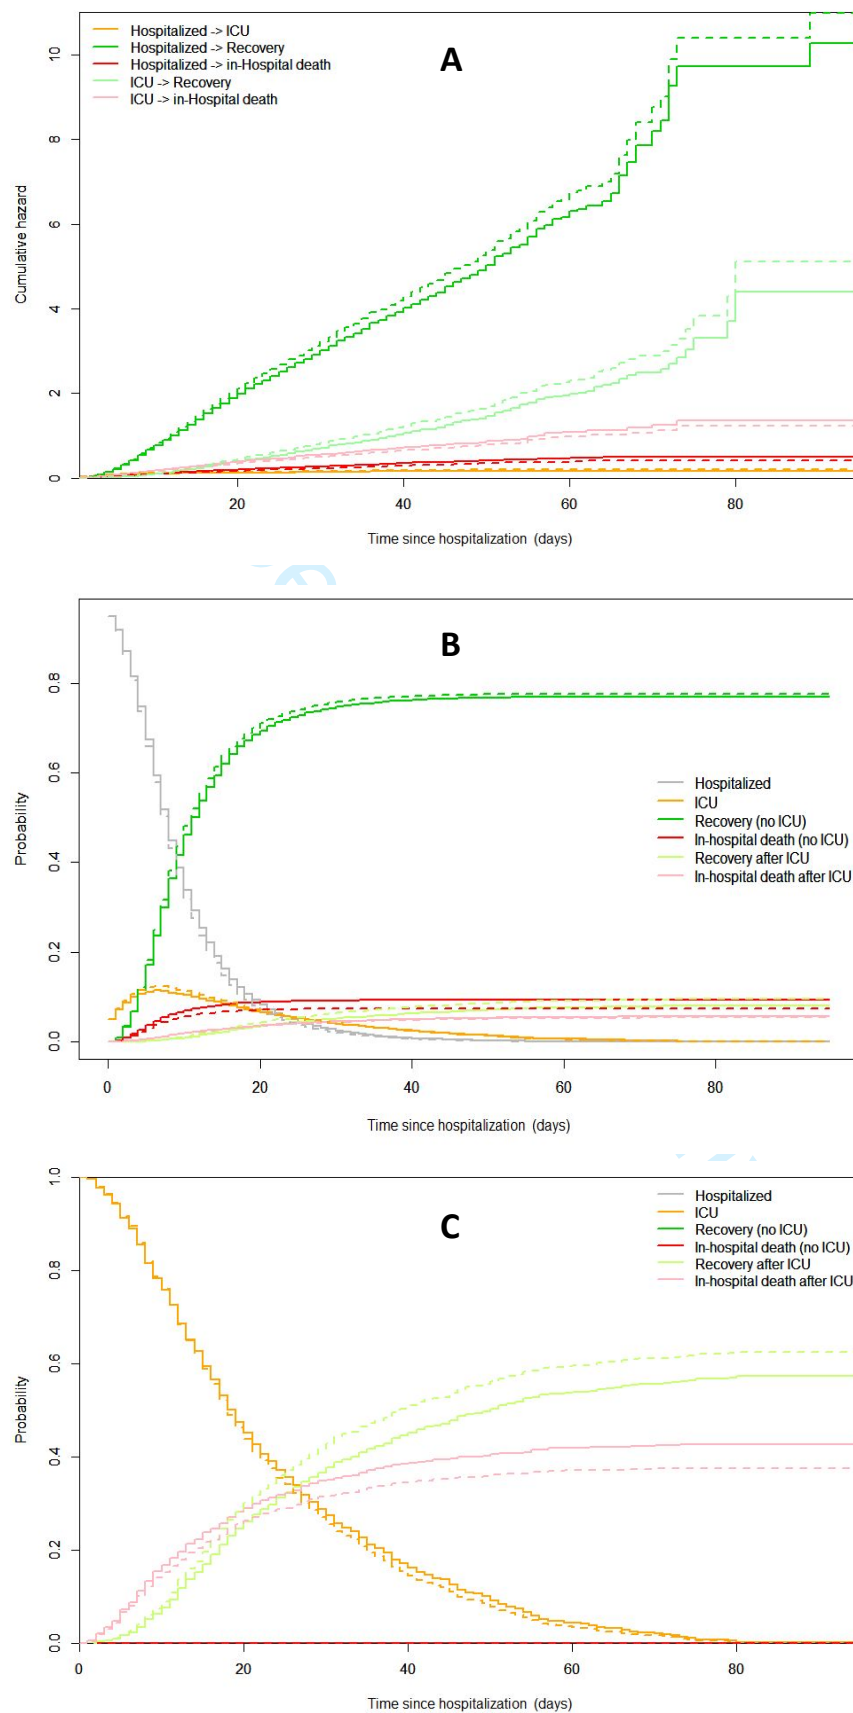 Hospitalized -> ICU
Hospitalized -> Recovery
Hospitalized -> in-Hospital death
ICU -> Recovery
ICU -> in-Hospital death
A
Cumulative hazard
10
8
6
4
2
0
20
40
60
80
Time since hospitalization (days)
B
Probability
0.8
0.6
0.4
0.2
0.0
Hospitalized
ICU
Recovery (no ICU)
In-hospital death (no ICU)
Recovery after ICU
In-hospital death after ICU
0
20
40
60
80
Time since hospitalization (days)
C
Probability
1.0
0.8
0.6
0.4
0.2
0.0
Hospitalized
ICU
Recovery (no ICU)
In-hospital death (no ICU)
Recovery after ICU
In-hospital death after ICU
0
20
40
60
80
Time since hospitalization (days)